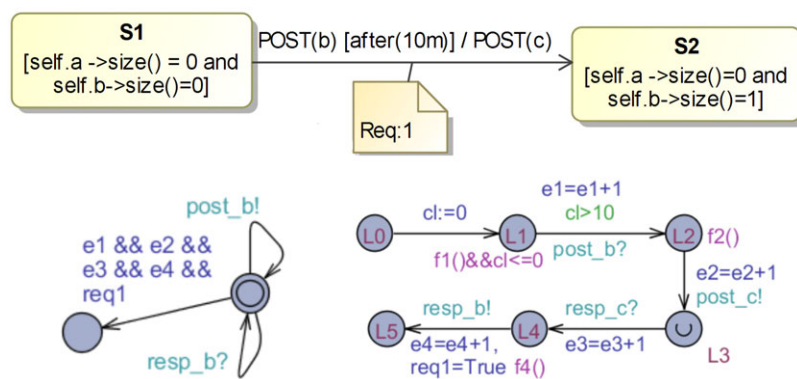 S1
[self.a ->size() = 0 and
self.b->size()=0]
POST(b) [after(10m)] / POST(c)
Req:1
S2
[self.a ->size()=0 and
self.b->size()=1]
post_b!
e1 && e2 &&
e3 && e4 &&
req1
resp_b?
L0
cl:=0
L1
f1()&&cl<=0
e1=e1+1
cl>10
post_b?
L2
f2()
e2=e2+1
post_c!
L3
resp_c?
e3=e3+1
L4
f4()
resp_b!
e4=e4+1,
req1=True
L5